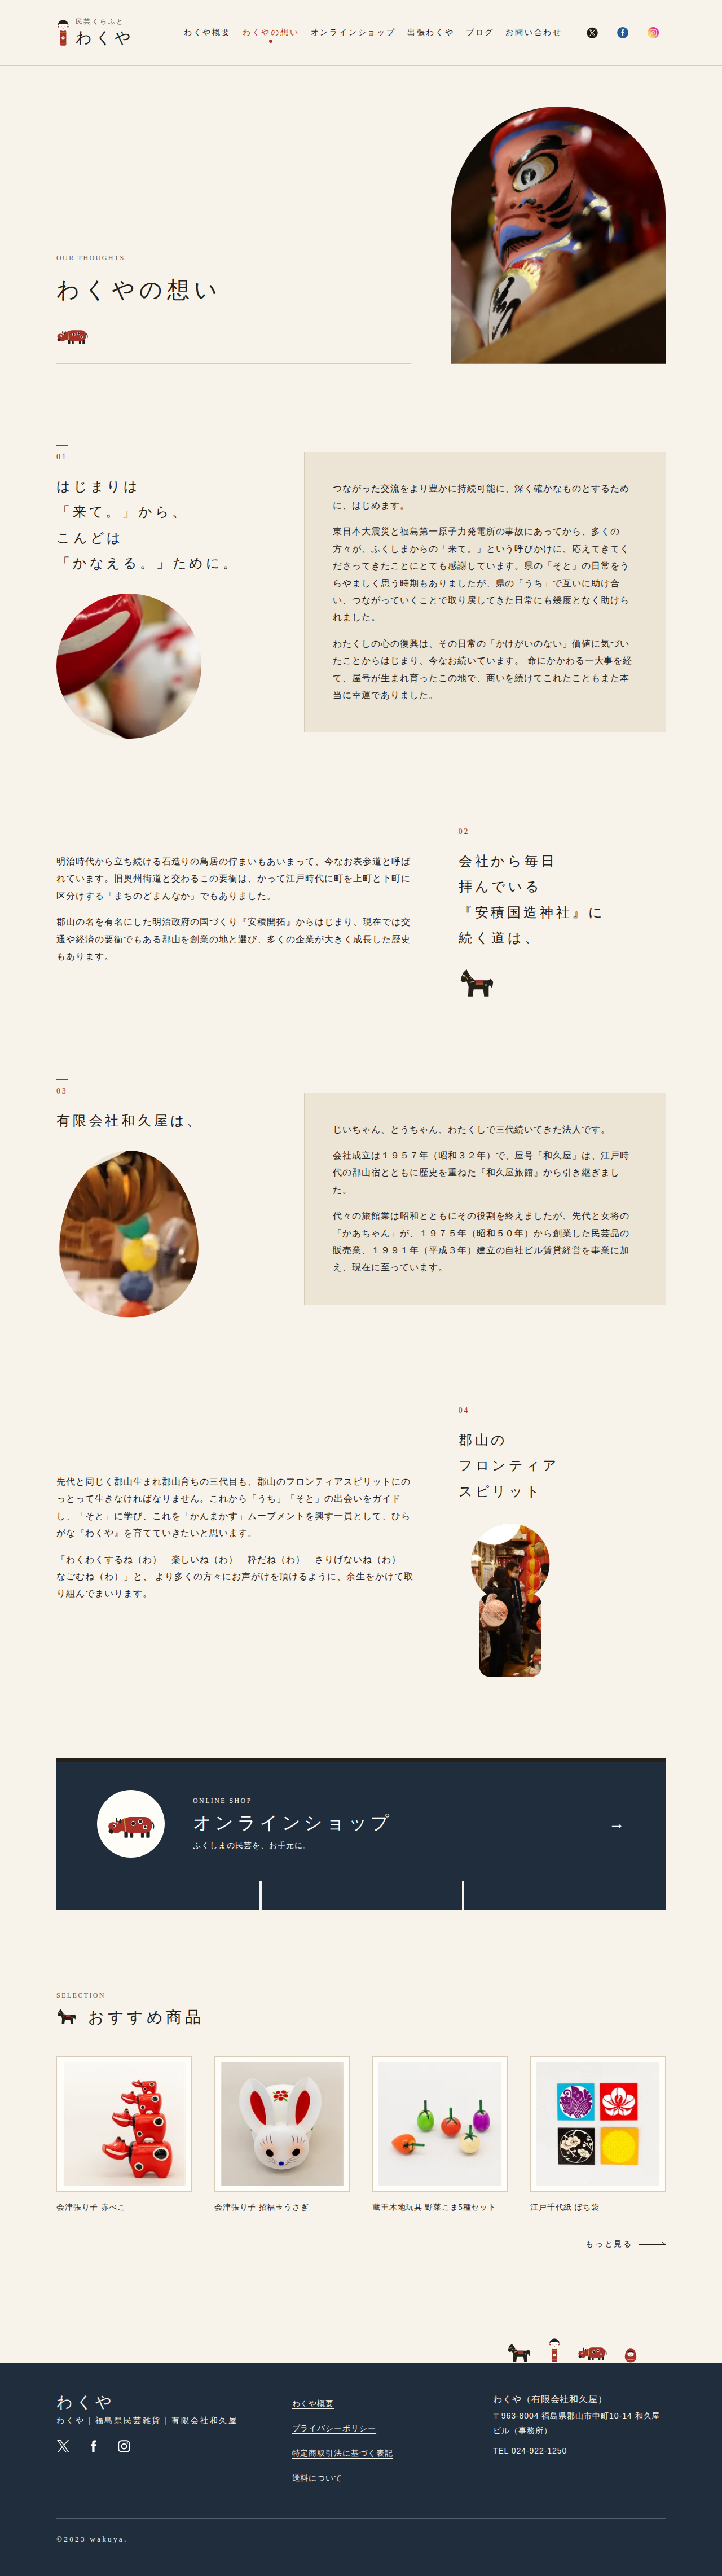 民芸くらふと
わくや
わくや概要 わくやの想い オンラインショップ 出張わくや ブログ お問い合わせ
OUR THOUGHTS
わくやの想い
01
はじまりは
「来て。」から、
こんどは
「かなえる。」ために。
つながった交流をより豊かに持続可能に、深く確かなものとするため
に、はじめます。
東日本大震災と福島第一原子力発電所の事故にあってから、多くの
方々が、ふくしまからの「来て。」という呼びかけに、応えてきてく
ださってきたことにとても感謝しています。県の「そと」の日常をう
らやましく思う時期もありましたが、県の「うち」で互いに助け合
い、つながっていくことで取り戻してきた日常にも幾度となく助けら
れました。
わたくしの心の復興は、その日常の「かけがいのない」価値に気づい
たことからはじまり、今なお続いています。 命にかかわる一大事を経
て、屋号が生まれ育ったこの地で、商いを続けてこれたこともまた本
当に幸運でありました。
02
会社から毎日
拝んでいる
『安積国造神社』に
続く道は、
明治時代から立ち続ける石造りの鳥居の佇まいもあいまって、今なお表参道と呼ば
れています。旧奥州街道と交わるこの要衝は、かって江戸時代に町を上町と下町に
区分けする「まちのどまんなか」でもありました。
郡山の名を有名にした明治政府の国づくり『安積開拓』からはじまり、現在では交
通や経済の要衝でもある郡山を創業の地と選び、多くの企業が大きく成長した歴史
もあります。
03
有限会社和久屋は、
じいちゃん、とうちゃん、わたくしで三代続いてきた法人です。
会社成立は１９５７年（昭和３２年）で、屋号「和久屋」は、江戸時
代の郡山宿とともに歴史を重ねた『和久屋旅館』から引き継ぎまし
た。
代々の旅館業は昭和とともにその役割を終えましたが、先代と女将の
「かあちゃん」が、１９７５年（昭和５０年）から創業した民芸品の
販売業、１９９１年（平成３年）建立の自社ビル賃貸経営を事業に加
え、現在に至っています。
04
郡山の
フロンティア
スピリット
先代と同じく郡山生まれ郡山育ちの三代目も、郡山のフロンティアスピリットにの
っとって生きなければなりません。これから「うち」「そと」の出会いをガイド
し、「そと」に学び、これを「かんまかす」ムーブメントを興す一員として、ひら
がな『わくや』を育てていきたいと思います。
「わくわくするね（わ）　楽しいね（わ）　粋だね（わ）　さりげないね（わ）
なごむね（わ）」と、 より多くの方々にお声がけを頂けるように、余生をかけて取
り組んでまいります。
ONLINE SHOP
オンラインショップ
ふくしまの民芸を、お手元に。
→
SELECTION
おすすめ商品
会津張り子 赤べこ
会津張り子 招福玉うさぎ
蔵王木地玩具 野菜こま5種セット
江戸千代紙 ぽち袋
もっと見る
わくや
わくや | 福島県民芸雑貨 | 有限会社和久屋
わくや概要
プライバシーポリシー
特定商取引法に基づく表記
送料について
わくや（有限会社和久屋）
〒963-8004 福島県郡山市中町10-14 和久屋
ビル（事務所）
TEL 024-922-1250
©2023 wakuya.